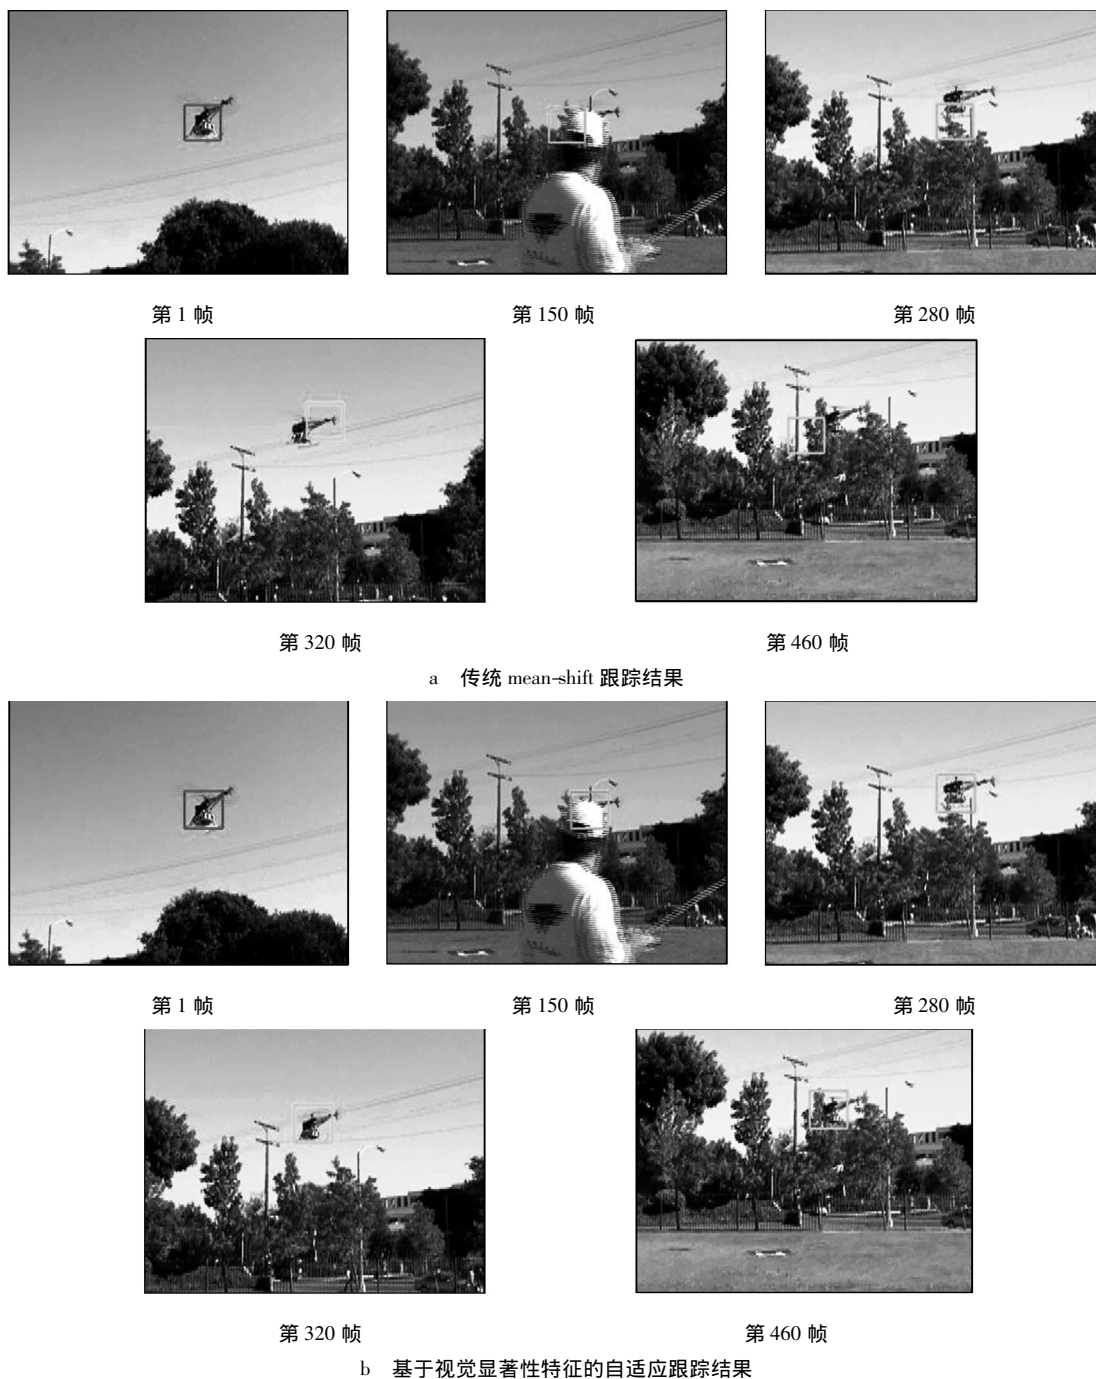 第 1 帧 第 150 帧 第 280 帧
第 320 帧 第 460 帧
a 传统 mean-shift 跟踪结果
第 1 帧 第 150 帧 第 280 帧
第 320 帧 第 460 帧
b 基于视觉显著性特征的自适应跟踪结果